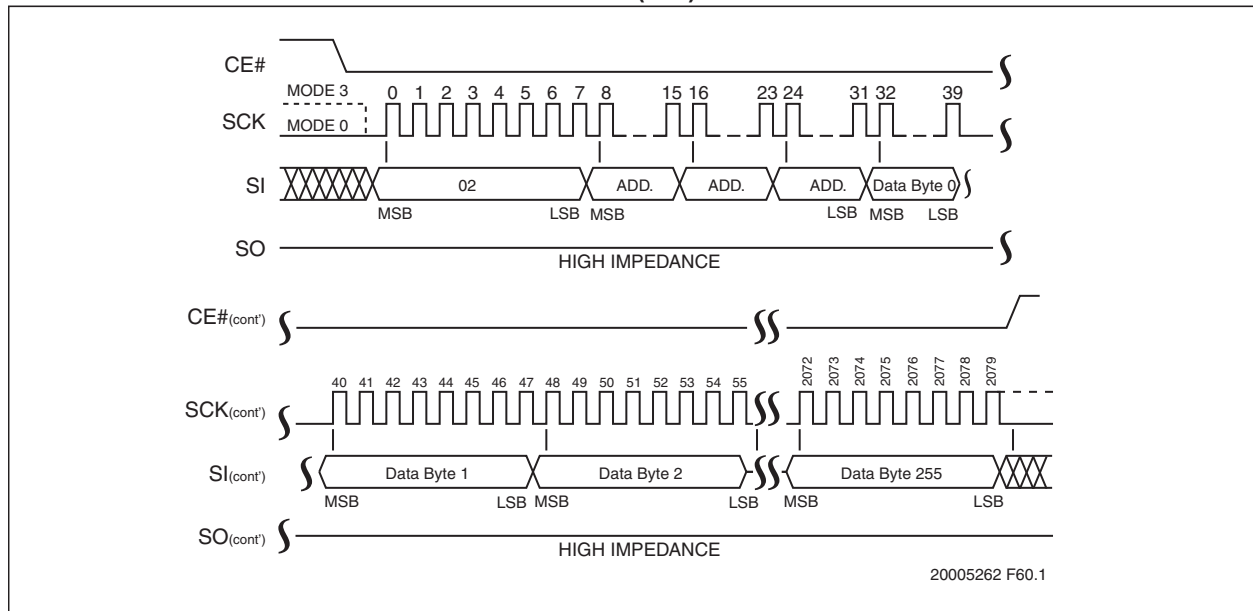 CE#
MODE 3
0 1 2 3 4 5 6 7 8 15 16 23 24 31 32 39
SCK
MODE 0
SI
02 ADD. ADD. ADD. Data Byte 0
MSB LSB MSB LSB MSB LSB
SO
HIGH IMPEDANCE
CE#(cont')
40 41 42 43 44 45 46 47 48 49 50 51 52 53 54 55 2072 2073 2074 2075 2076 2077 2078 2079
SCK(cont')
SI(cont')
Data Byte 1 Data Byte 2 Data Byte 255
MSB LSB MSB LSB MSB LSB
SO(cont')
HIGH IMPEDANCE
20005262 F60.1